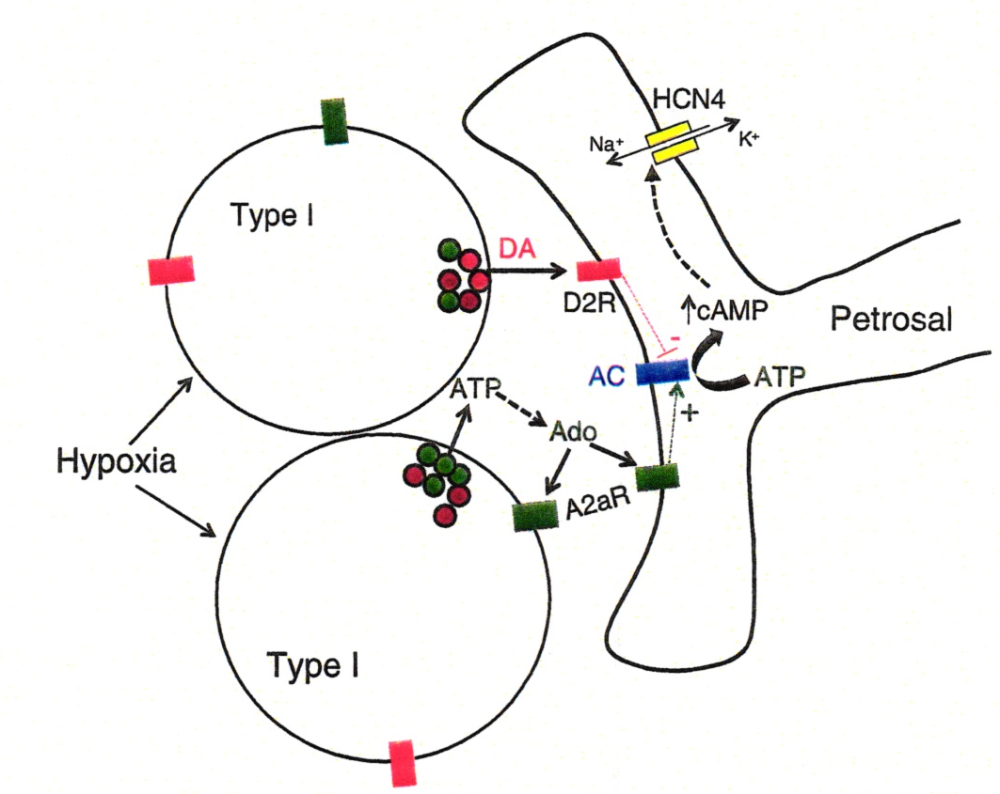 HCN4
Na⁺
K⁺
Type I
DA
D2R
↑cAMP
Petrosal
-
AC
ATP
ATP
+
Ado
Hypoxia
A2aR
Type I